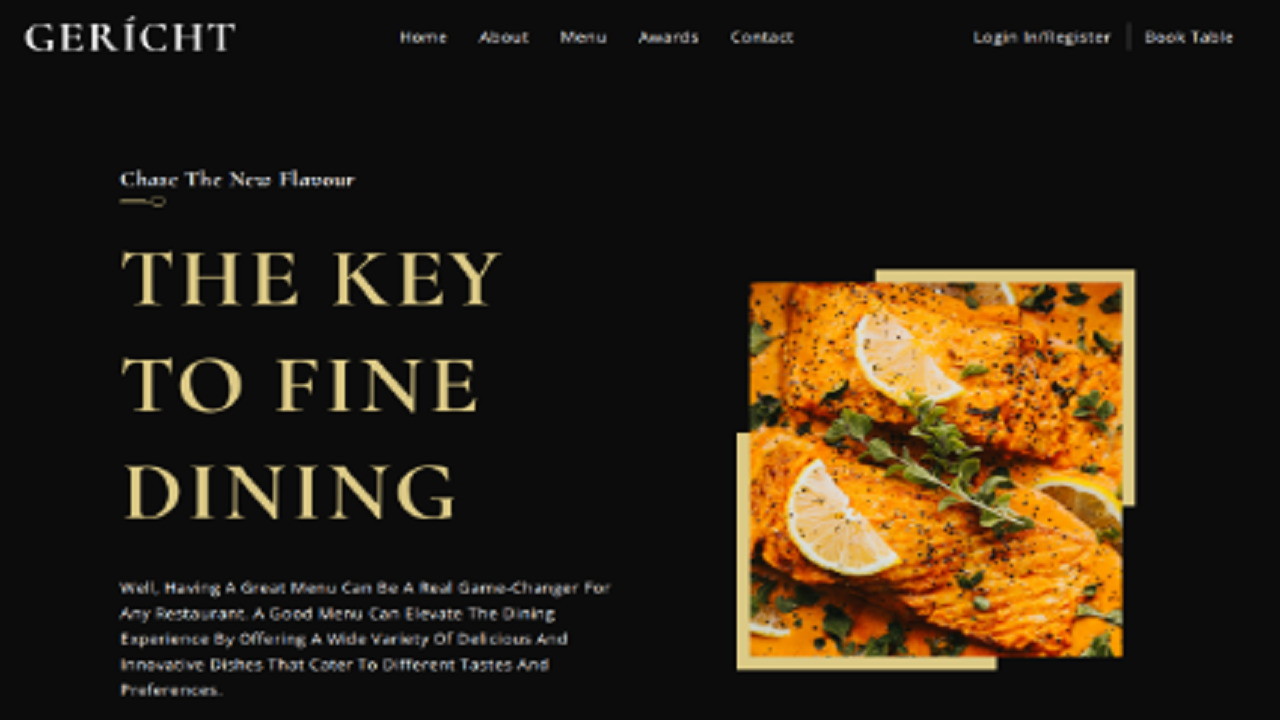 GERÍCHT
Home About Menu Awards Contact
Login In/Register Book Table
Chase The New Flavour
THE KEY
TO FINE
DINING
Well, Having A Great Menu Can Be A Real Game-Changer For
Any Restaurant. A Good Menu Can Elevate The Dining
Experience By Offering A Wide Variety Of Delicious And
Innovative Dishes That Cater To Different Tastes And
Preferences.